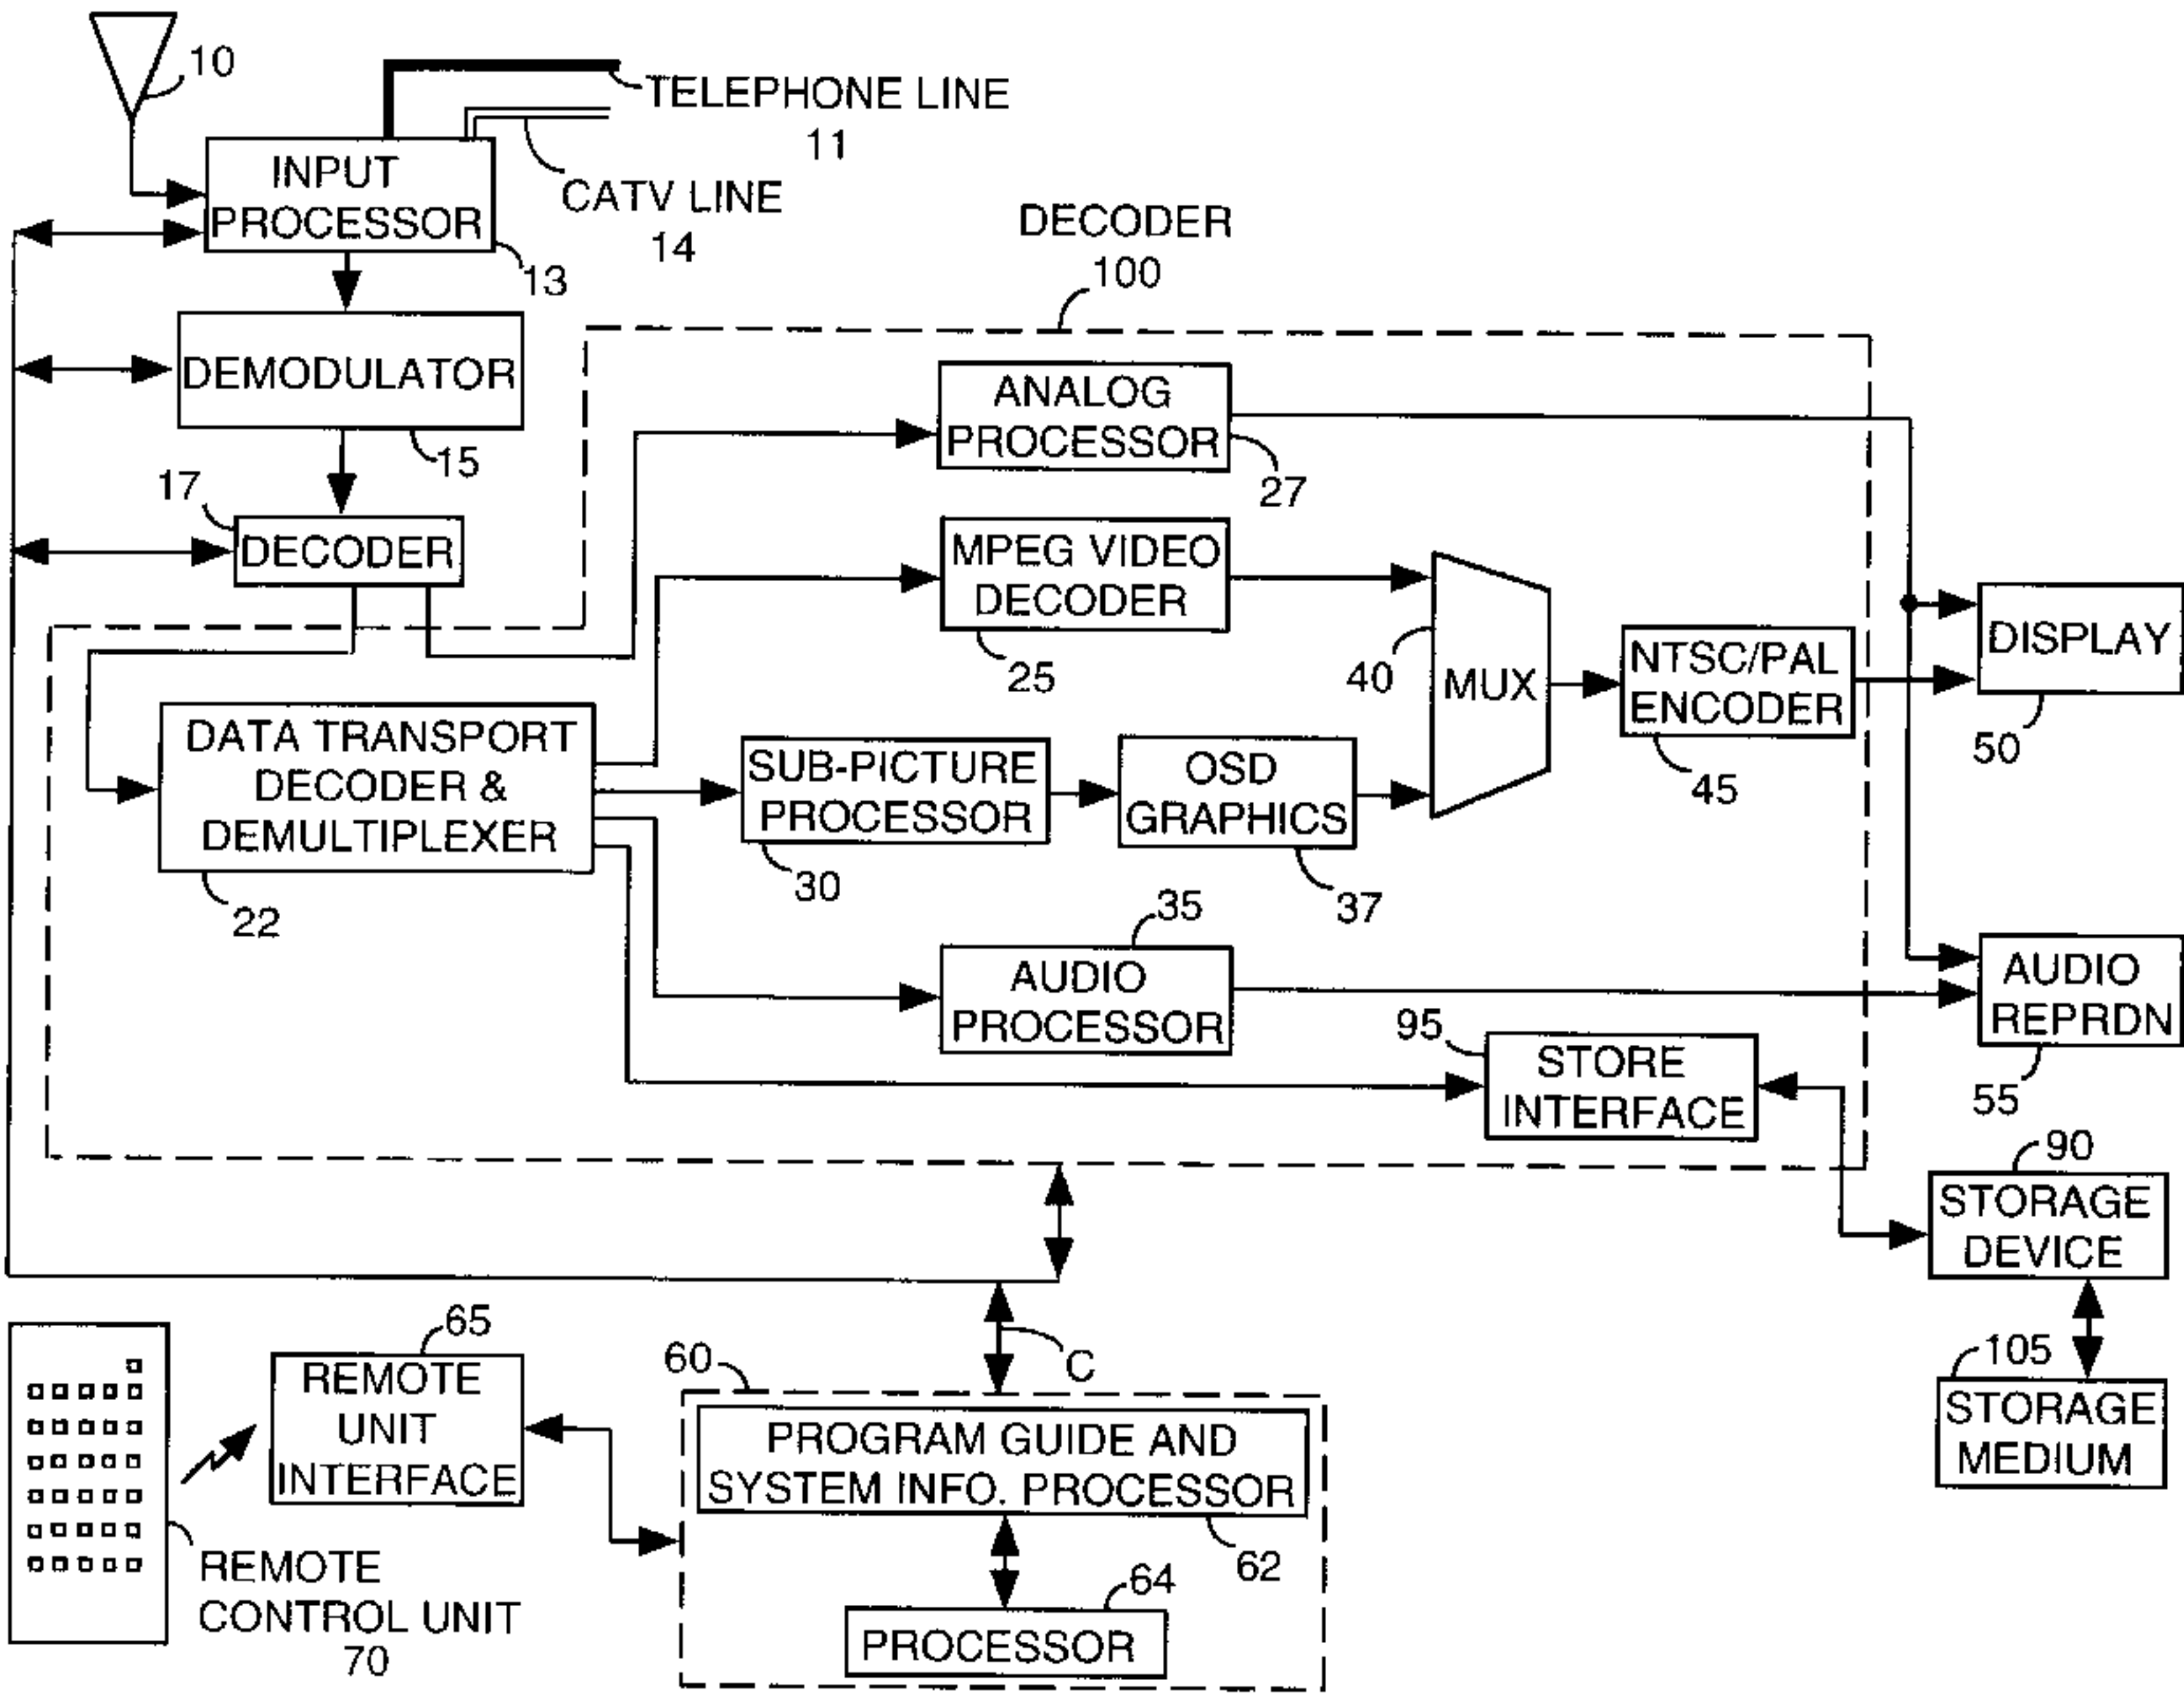 10
TELEPHONE LINE
11
INPUT
PROCESSOR
CATV LINE
14
13
DECODER
100
DEMODULATOR
15
ANALOG
PROCESSOR
27
17
DECODER
MPEG VIDEO
DECODER
25
40
MUX
NTSC/PAL
ENCODER
45
DISPLAY
50
DATA TRANSPORT
DECODER &
DEMULTIPLEXER
22
SUB-PICTURE
PROCESSOR
30
OSD
GRAPHICS
37
35
AUDIO
PROCESSOR
AUDIO
REPRDN
55
95
STORE
INTERFACE
90
STORAGE
DEVICE
65
REMOTE
UNIT
INTERFACE
60
C
105
STORAGE
MEDIUM
PROGRAM GUIDE AND
SYSTEM INFO. PROCESSOR
62
REMOTE
CONTROL UNIT
70
64
PROCESSOR